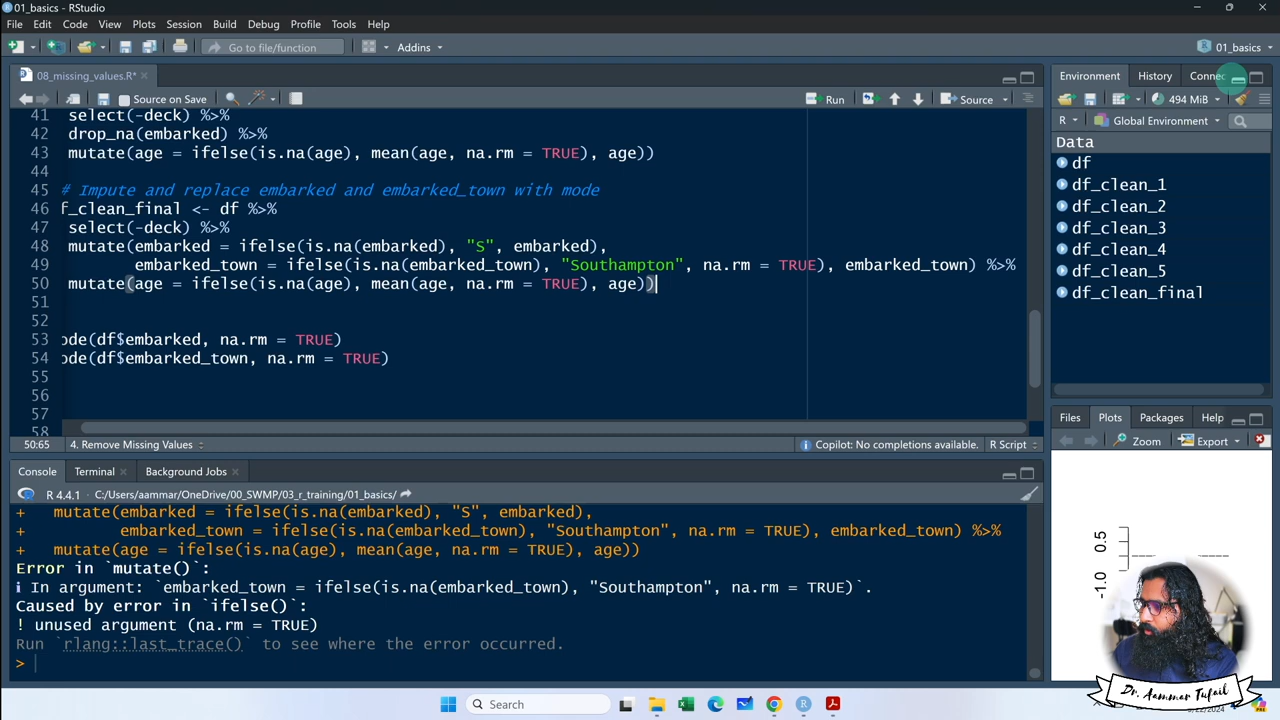 01_basics - RStudio
File Edit Code View Plots Session Build Debug Profile Tools Help
Go to file/function Addins 01_basics
08_missing_values.R* Environment History Connec
Source on Save Run Source 494 MiB
41 select(-deck) %>% R Global Environment
42 drop_na(embarked) %>% Data
43 mutate(age = ifelse(is.na(age), mean(age, na.rm = TRUE), age)) df
44 df_clean_1
45 # Impute and replace embarked and embarked_town with mode df_clean_2
46 f_clean_final <- df %>% df_clean_3
47 select(-deck) %>% df_clean_4
48 mutate(embarked = ifelse(is.na(embarked), "S", embarked), df_clean_5
49 embarked_town = ifelse(is.na(embarked_town), "Southampton", na.rm = TRUE), embarked_town) %>% df_clean_final
50 mutate(age = ifelse(is.na(age), mean(age, na.rm = TRUE), age))
51
52
53 ode(df$embarked, na.rm = TRUE)
54 ode(df$embarked_town, na.rm = TRUE)
55
56
57
58
Files Plots Packages Help
50:65 4. Remove Missing Values Copilot: No completions available. R Script
Zoom Export
Console Terminal Background Jobs
R 4.4.1 · C:/Users/aammar/OneDrive/00_SWMP/03_r_training/01_basics/
+ mutate(embarked = ifelse(is.na(embarked), "S", embarked),
+ embarked_town = ifelse(is.na(embarked_town), "Southampton", na.rm = TRUE), embarked_town) %>%
+ mutate(age = ifelse(is.na(age), mean(age, na.rm = TRUE), age))
Error in `mutate()`:
ℹ In argument: `embarked_town = ifelse(is.na(embarked_town), "Southampton", na.rm = TRUE)`.
Caused by error in `ifelse()`:
! unused argument (na.rm = TRUE)
Run `rlang::last_trace()` to see where the error occurred.
>
0.5
-1.0
Dr. Aammar Tufail
Search